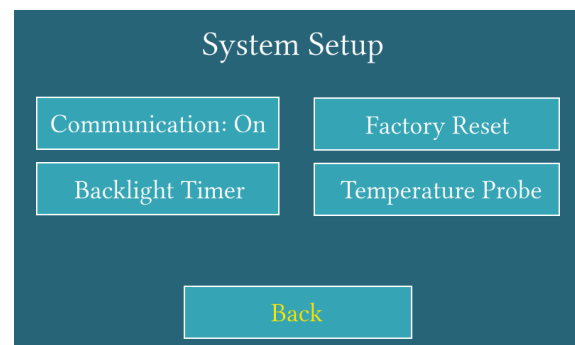 System Setup
Communication: On
Factory Reset
Backlight Timer
Temperature Probe
Back